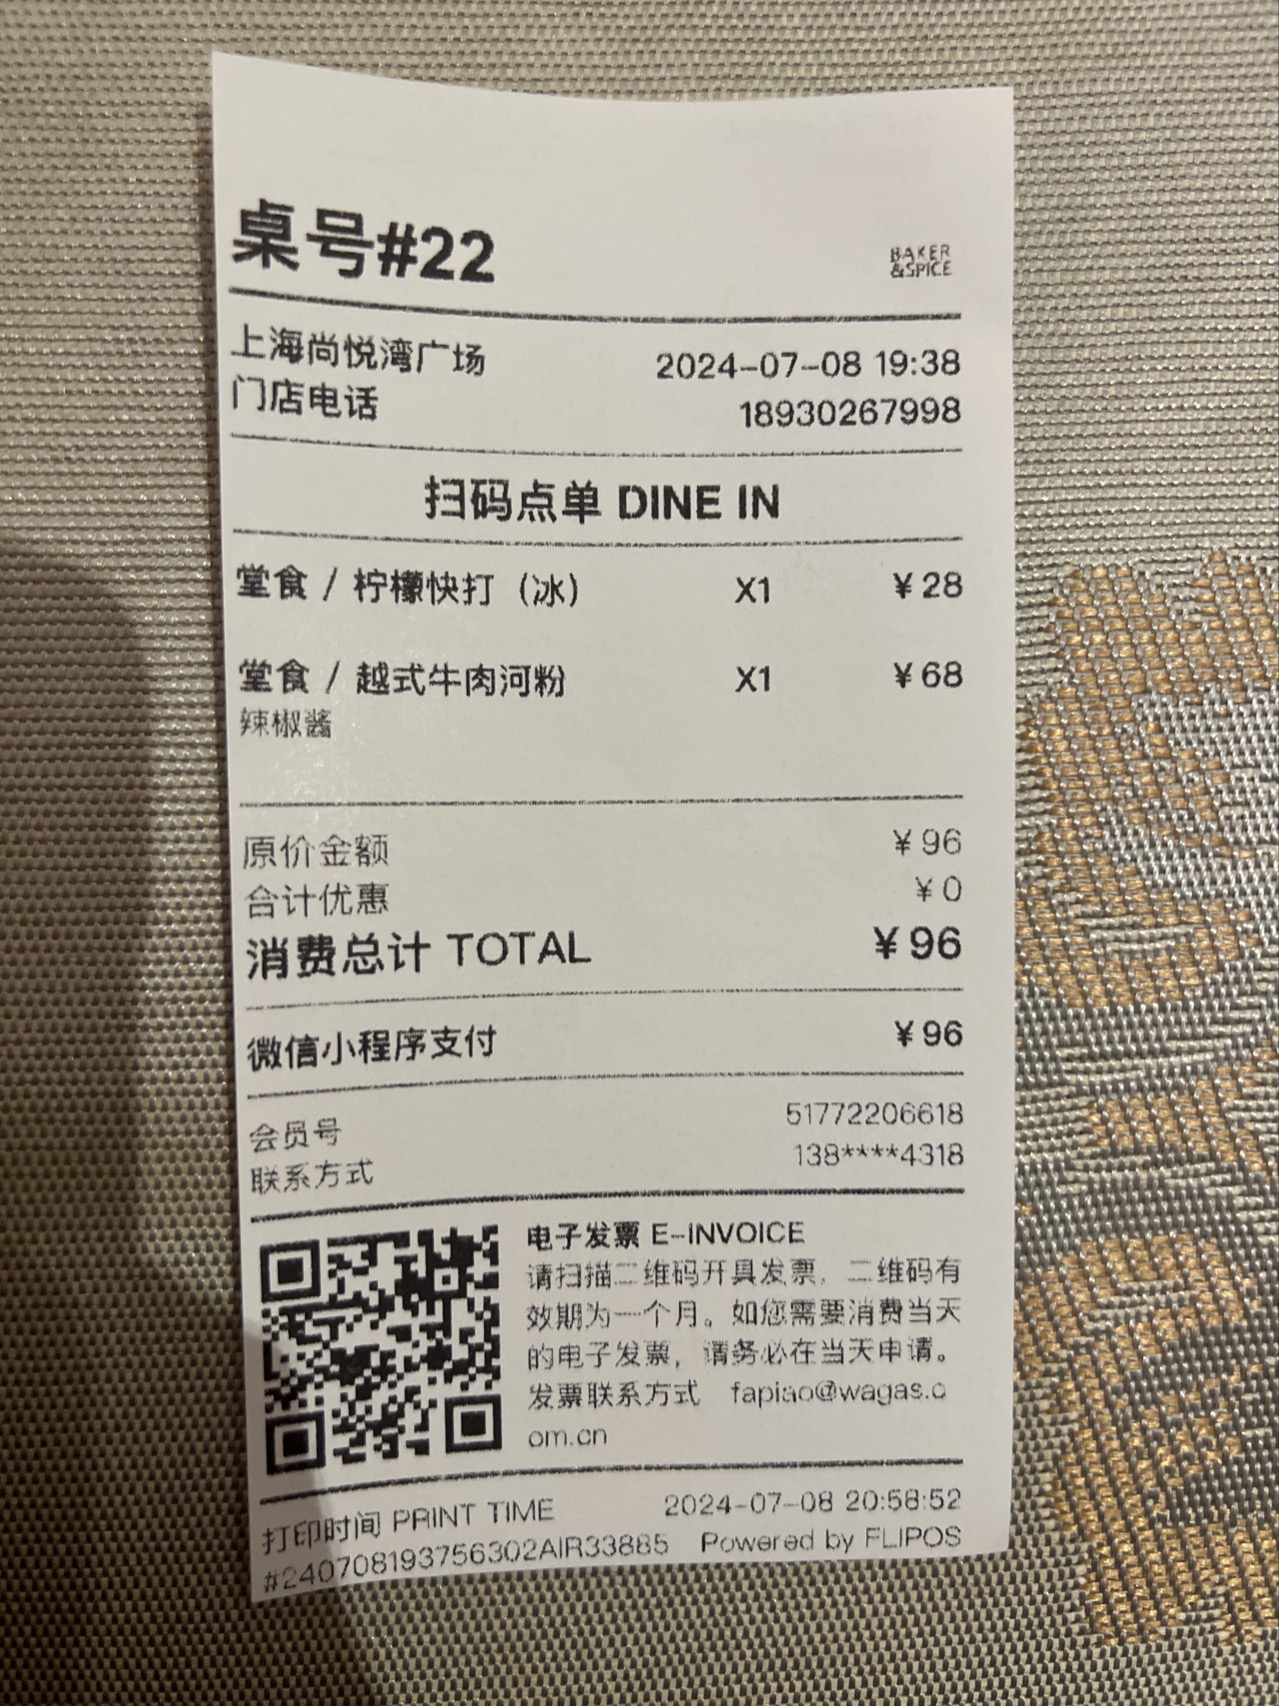 桌号#22
BAKER
&SPICE
上海尚悦湾广场 2024-07-08 19:38
门店电话 18930267998
扫码点单 DINE IN
堂食 / 柠檬快打（冰） X1 ¥28
堂食 / 越式牛肉河粉 X1 ¥68
辣椒酱
原价金额 ¥96
合计优惠 ¥0
消费总计 TOTAL ¥96
微信小程序支付 ¥96
会员号 51772206618
联系方式 138****4318
电子发票 E-INVOICE
请扫描二维码开具发票，二维码有
效期为一个月。如您需要消费当天
的电子发票，请务必在当天申请。
发票联系方式 fapiao@wagas.c
om.cn
打印时间 PRINT TIME 2024-07-08 20:58:52
#240708193756302AIR33885 Powered by FLIPOS